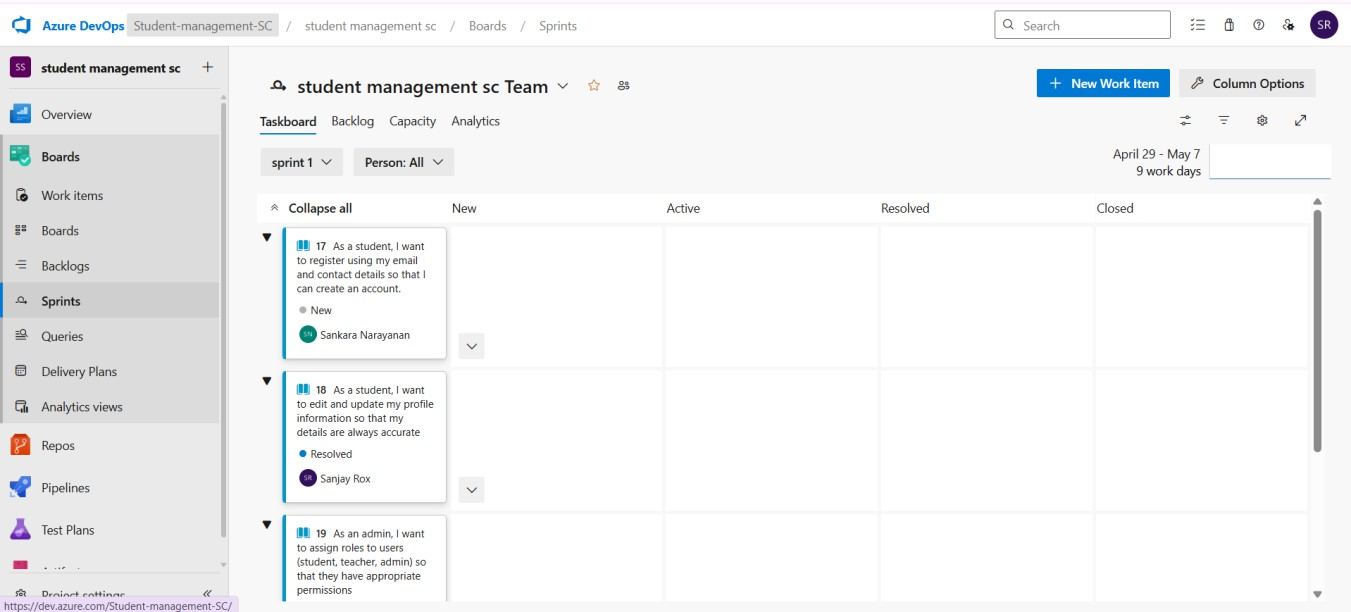 Azure DevOps Student-management-SC / student management sc / Boards / Sprints Search SR
SS student management sc +
Overview
Boards
Work items
Boards
Backlogs
Sprints
Queries
Delivery Plans
Analytics views
Repos
Pipelines
Test Plans
Project settings
https://dev.azure.com/Student-management-SC/
student management sc Team
+ New Work Item
Column Options
Taskboard Backlog Capacity Analytics
sprint 1 Person: All
April 29 - May 7
9 work days
Collapse all New Active Resolved Closed
17 As a student, I want
to register using my email
and contact details so that I
can create an account.
New
SN Sankara Narayanan
18 As a student, I want
to edit and update my profile
information so that my
details are always accurate
Resolved
SR Sanjay Rox
19 As an admin, I want
to assign roles to users
(student, teacher, admin) so
that they have appropriate
permissions